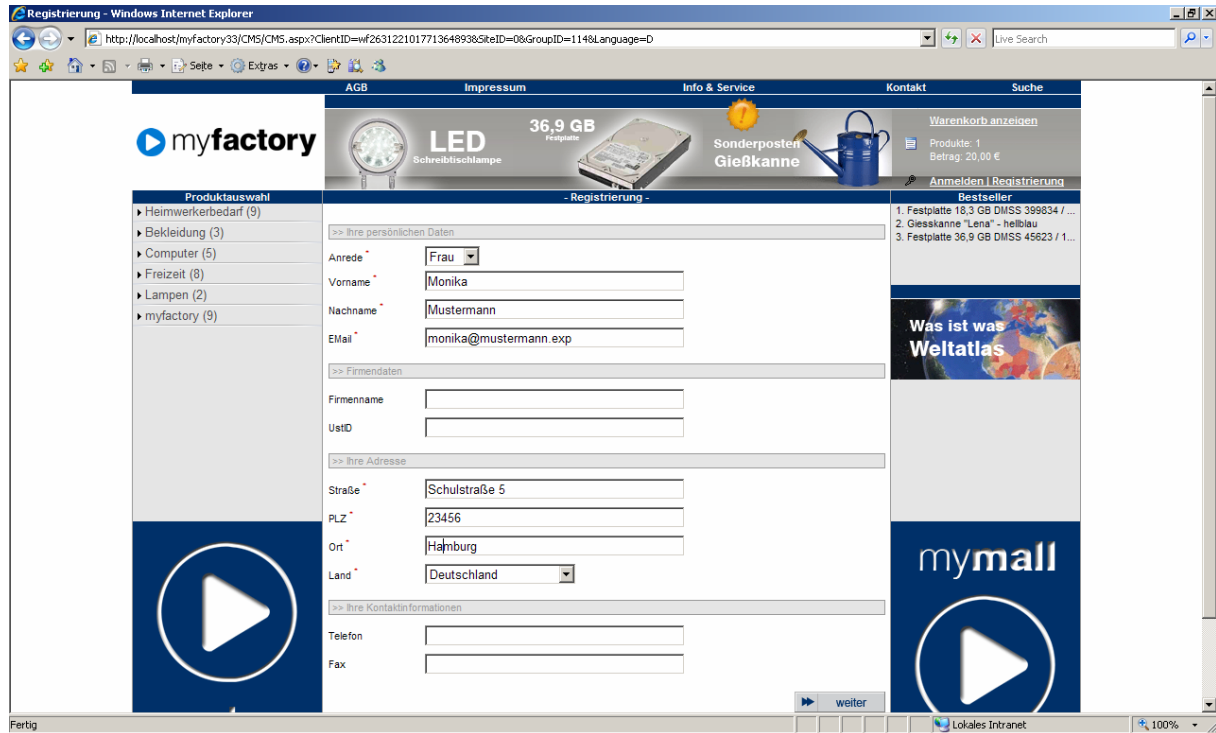 Registrierung - Windows Internet Explorer
http://localhost/myfactory33/CMS/CMS.aspx?ClientID=wf26312210177136489​3&SiteID=0&GroupID=114&Language=D
Live Search
Seite Extras
AGB Impressum Info & Service Kontakt Suche
myfactory
LED
Schreibtischlampe
36,9 GB
Festplatte
Sonderposten
Gießkanne
Warenkorb anzeigen
Produkte: 1
Betrag: 20,00 €
Anmelden | Registrierung
Produktauswahl
Heimwerkerbedarf (9)
Bekleidung (3)
Computer (5)
Freizeit (8)
Lampen (2)
myfactory (9)
- Registrierung -
>> Ihre persönlichen Daten
Anrede * Frau
Vorname * Monika
Nachname * Mustermann
EMail * monika@mustermann.exp
>> Firmendaten
Firmenname
UstID
>> Ihre Adresse
Straße * Schulstraße 5
PLZ * 23456
Ort * Hamburg
Land * Deutschland
>> Ihre Kontaktinformationen
Telefon
Fax
weiter
Bestseller
1. Festplatte 18,3 GB DMSS 399834 / ...
2. Giesskanne "Lena" - hellblau
3. Festplatte 36,9 GB DMSS 45623 / 1...
Was ist was
Weltatlas
mymall
Fertig
Lokales Intranet
100%